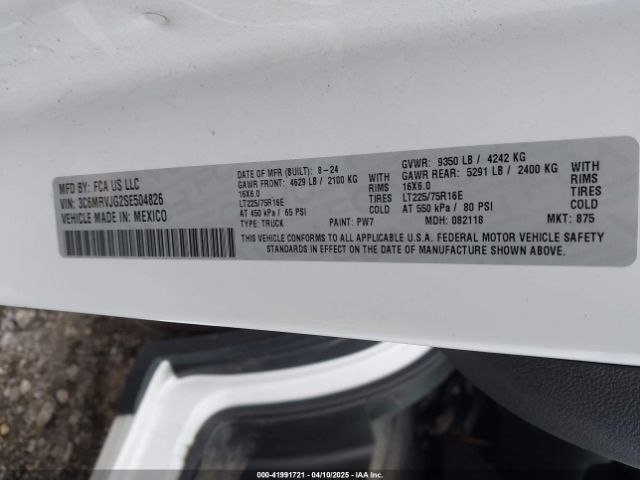 MFD BY: FCA US LLC
VIN: 3C6MRVJG2SE504826
VEHICLE MADE IN: MEXICO
DATE OF MFR (BUILT): 8-24
GAWR FRONT: 4629 LB / 2100 KG WITH
16X6.0 RIMS
LT225/75R16E TIRES
AT 450 kPa / 65 PSI COLD
TYPE: TRUCK PAINT: PW7
GVWR: 9350 LB / 4242 KG
GAWR REAR: 5291 LB / 2400 KG WITH
16X6.0 RIMS
LT225/75R16E TIRES
AT 550 kPa / 80 PSI COLD
MDH: 082118 MKT: 875
THIS VEHICLE CONFORMS TO ALL APPLICABLE U.S.A. FEDERAL MOTOR VEHICLE SAFETY
STANDARDS IN EFFECT ON THE DATE OF MANUFACTURE SHOWN ABOVE.
000-41991721 - 04/10/2025 - IAAI INC.